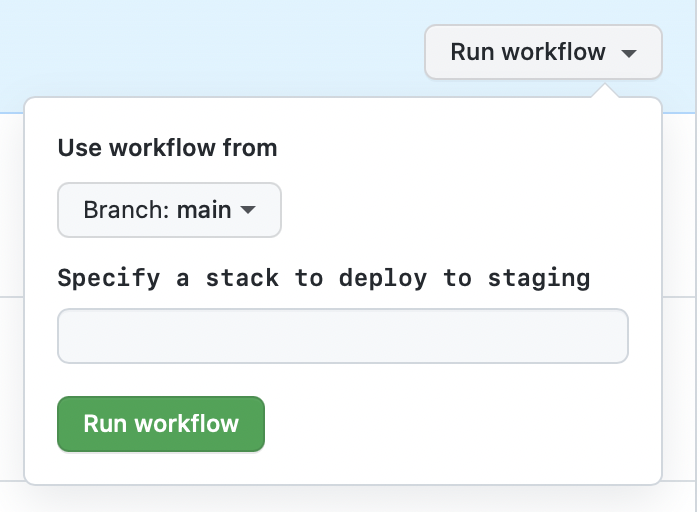 Run workflow
Use workflow from
Branch: main
Specify a stack to deploy to staging
Run workflow